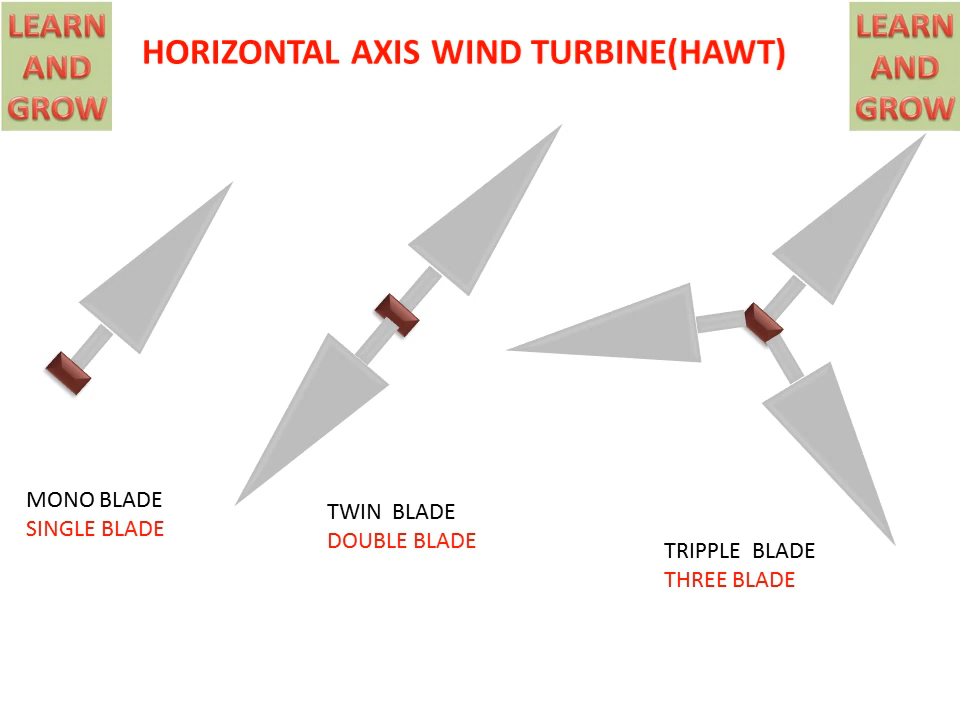 LEARN
AND
GROW
HORIZONTAL AXIS WIND TURBINE(HAWT)
LEARN
AND
GROW
MONO BLADE
SINGLE BLADE
TWIN BLADE
DOUBLE BLADE
TRIPPLE BLADE
THREE BLADE